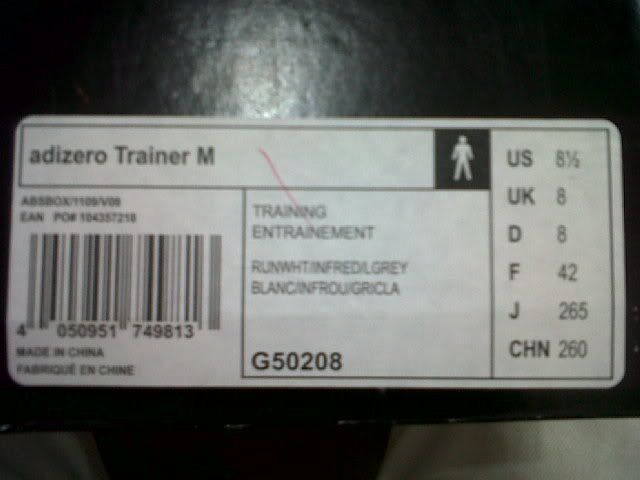 adizero Trainer M
ABSBOX/1109/V09
EAN PO# 104357218
4 050951 749813
MADE IN CHINA
FABRIQUÉ EN CHINE
TRAINING
ENTRAINEMENT
RUNWHT/INFRED/LGREY
BLANC/INFROU/GRICLA
G50208
US 8½
UK 8
D 8
F 42
J 265
CHN 260